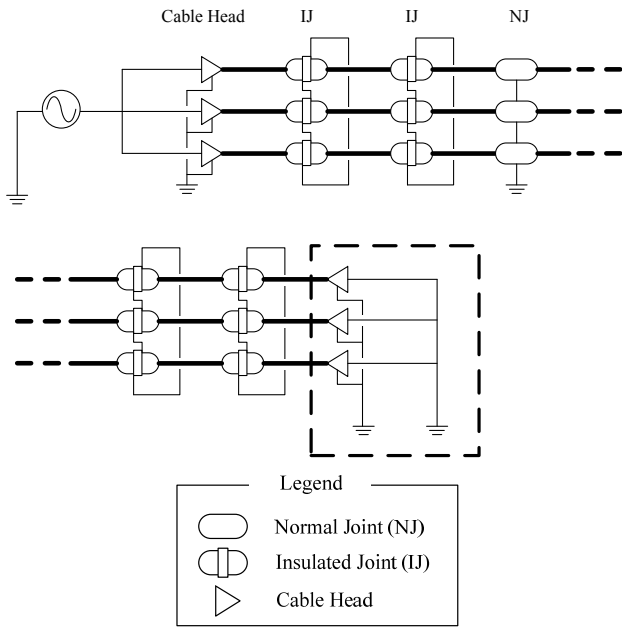 Cable Head IJ IJ NJ
Legend
Normal Joint (NJ)
Insulated Joint (IJ)
Cable Head